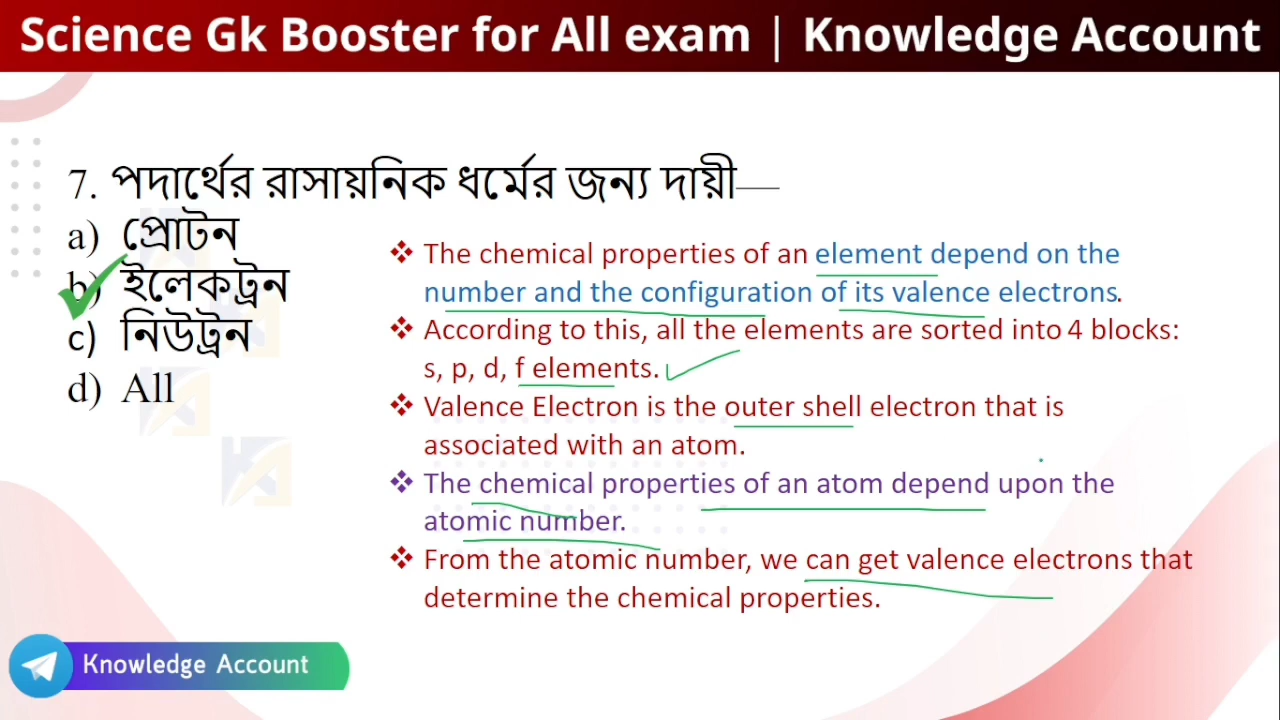 Science Gk Booster for All exam | Knowledge Account
7. পদার্থের রাসায়নিক ধর্মের জন্য দায়ী—
a) প্রোটন
b) ইলেকট্রন
c) নিউট্রন
d) All
❖ The chemical properties of an element depend on the
number and the configuration of its valence electrons.
❖ According to this, all the elements are sorted into 4 blocks:
s, p, d, f elements.
❖ Valence Electron is the outer shell electron that is
associated with an atom.
❖ The chemical properties of an atom depend upon the
atomic number.
❖ From the atomic number, we can get valence electrons that
determine the chemical properties.
Knowledge Account